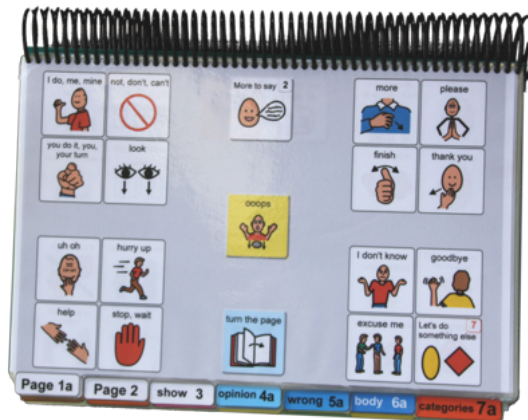 I do, me, mine
not, don't, can't
More to say 2
more
please
you do it, you,
your turn
look
finish
thank you
ooops
uh oh
hurry up
I don't know
goodbye
help
stop, wait
turn the page
excuse me
Let's do
something else
7
Page 1a
Page 2
show 3
opinion 4a
wrong 5a
body 6a
categories 7a